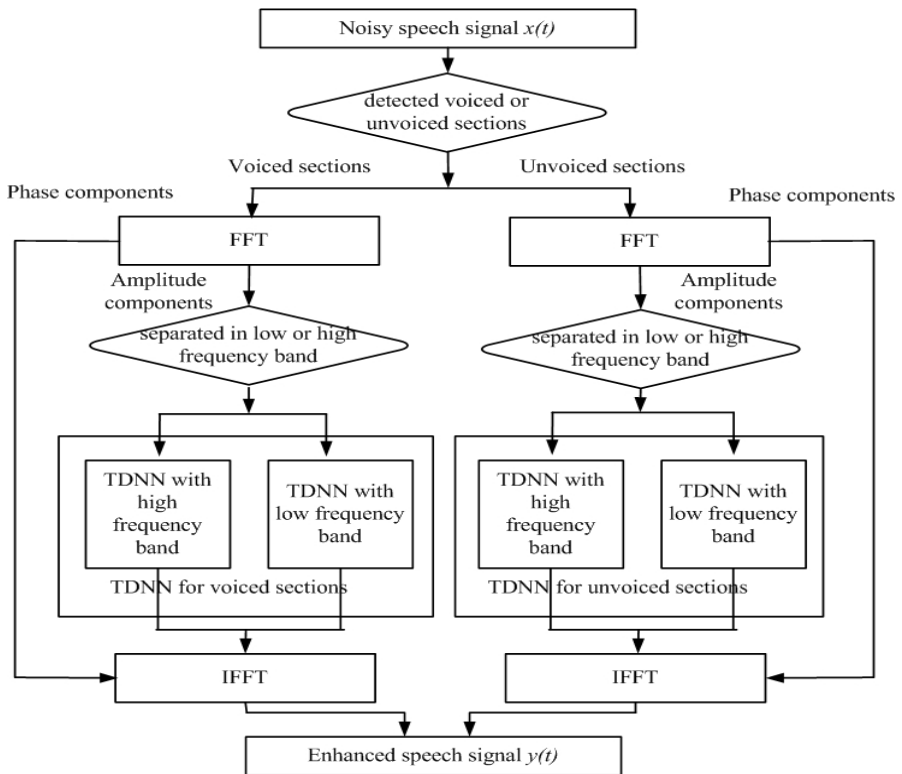 Noisy speech signal x(t)
detected voiced or
unvoiced sections
Voiced sections
Unvoiced sections
Phase components
Phase components
FFT
FFT
Amplitude
components
Amplitude
components
separated in low or high
frequency band
separated in low or high
frequency band
TDNN with
high
frequency
band
TDNN with
low frequency
band
TDNN for voiced sections
TDNN with
high
frequency
band
TDNN with
low frequency
band
TDNN for unvoiced sections
IFFT
IFFT
Enhanced speech signal y(t)